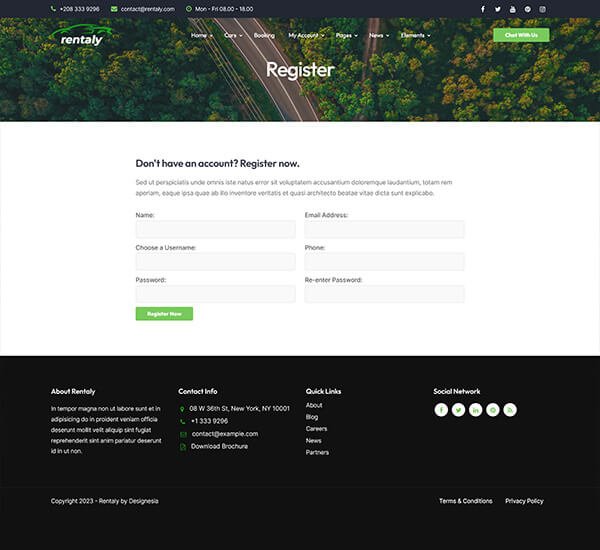 +208 333 9296 contact@rentaly.com Mon - Fri 08.00 - 18.00
rentaly Home Cars Booking My Account Pages News Elements Chat With Us
Register
Don't have an account? Register now.
Sed ut perspiciatis unde omnis iste natus error sit voluptatem accusantium doloremque laudantium, totam rem
aperiam, eaque ipsa quae ab illo inventore veritatis et quasi architecto beatae vitae dicta sunt explicabo.
Name: Email Address:
Choose a Username: Phone:
Password: Re-enter Password:
Register Now
About Rentaly Contact Info Quick Links Social Network
In tempor magna non ut labore sunt et in 08 W 36th St, New York, NY 10001 About
adipisicing do in proident veniam officia +1 333 9296 Blog
deserunt mollit velit aliquip sint fugiat contact@example.com Careers
reprehenderit sint anim pariatur deserunt Download Brochure News
id in ut non. Partners
Copyright 2023 - Rentaly by Designesia Terms & Conditions Privacy Policy